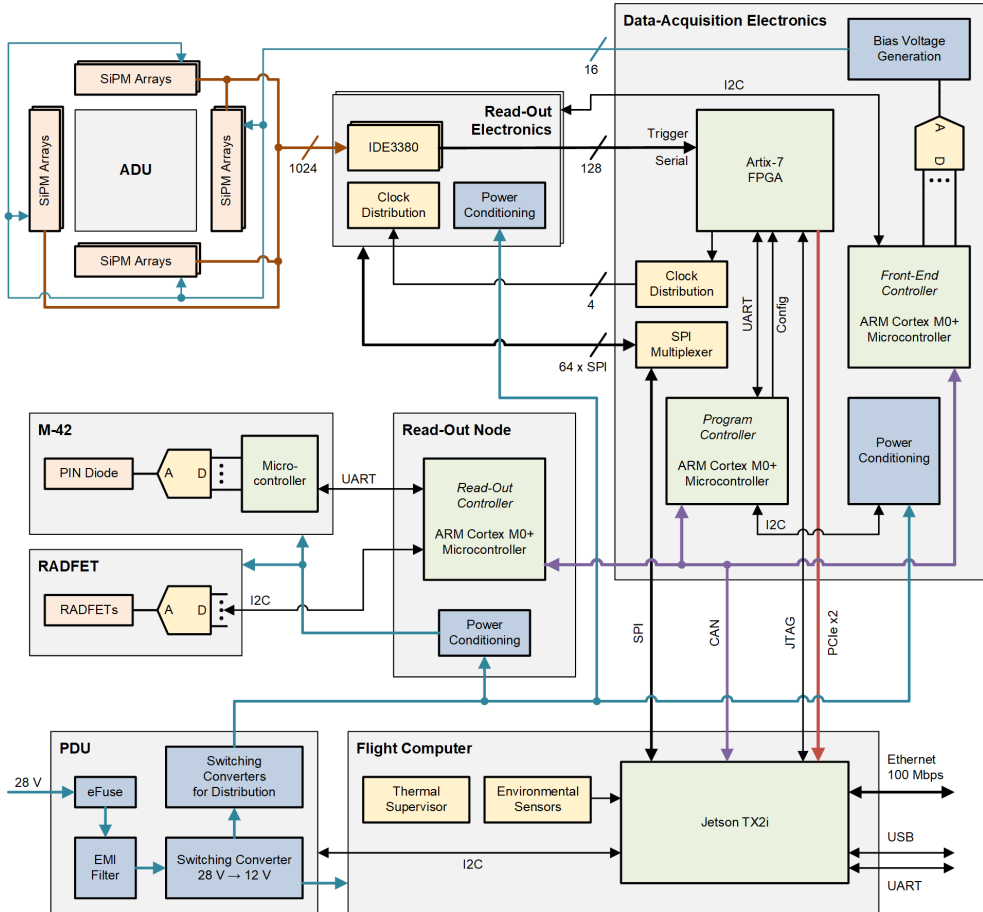 Data-Acquisition Electronics
Bias Voltage
Generation
16
I2C
SiPM Arrays
SiPM Arrays
ADU
SiPM Arrays
SiPM Arrays
1024
Read-Out
Electronics
IDE3380
Clock
Distribution
Power
Conditioning
128
Trigger
Serial
Artix-7
FPGA
A
D
4
Clock
Distribution
UART
Config
Front-End
Controller
ARM Cortex M0+
Microcontroller
64 x SPI
SPI
Multiplexer
Program
Controller
ARM Cortex M0+
Microcontroller
Power
Conditioning
I2C
M-42
PIN Diode
A
D
Micro-
controller
UART
Read-Out Node
Read-Out
Controller
ARM Cortex M0+
Microcontroller
Power
Conditioning
RADFET
RADFETs
A
D
I2C
SPI
CAN
JTAG
PCIe x2
PDU
28 V
eFuse
Switching
Converters
for Distribution
EMI
Filter
Switching Converter
28 V → 12 V
Flight Computer
Thermal
Supervisor
Environmental
Sensors
I2C
Jetson TX2i
Ethernet
100 Mbps
USB
UART